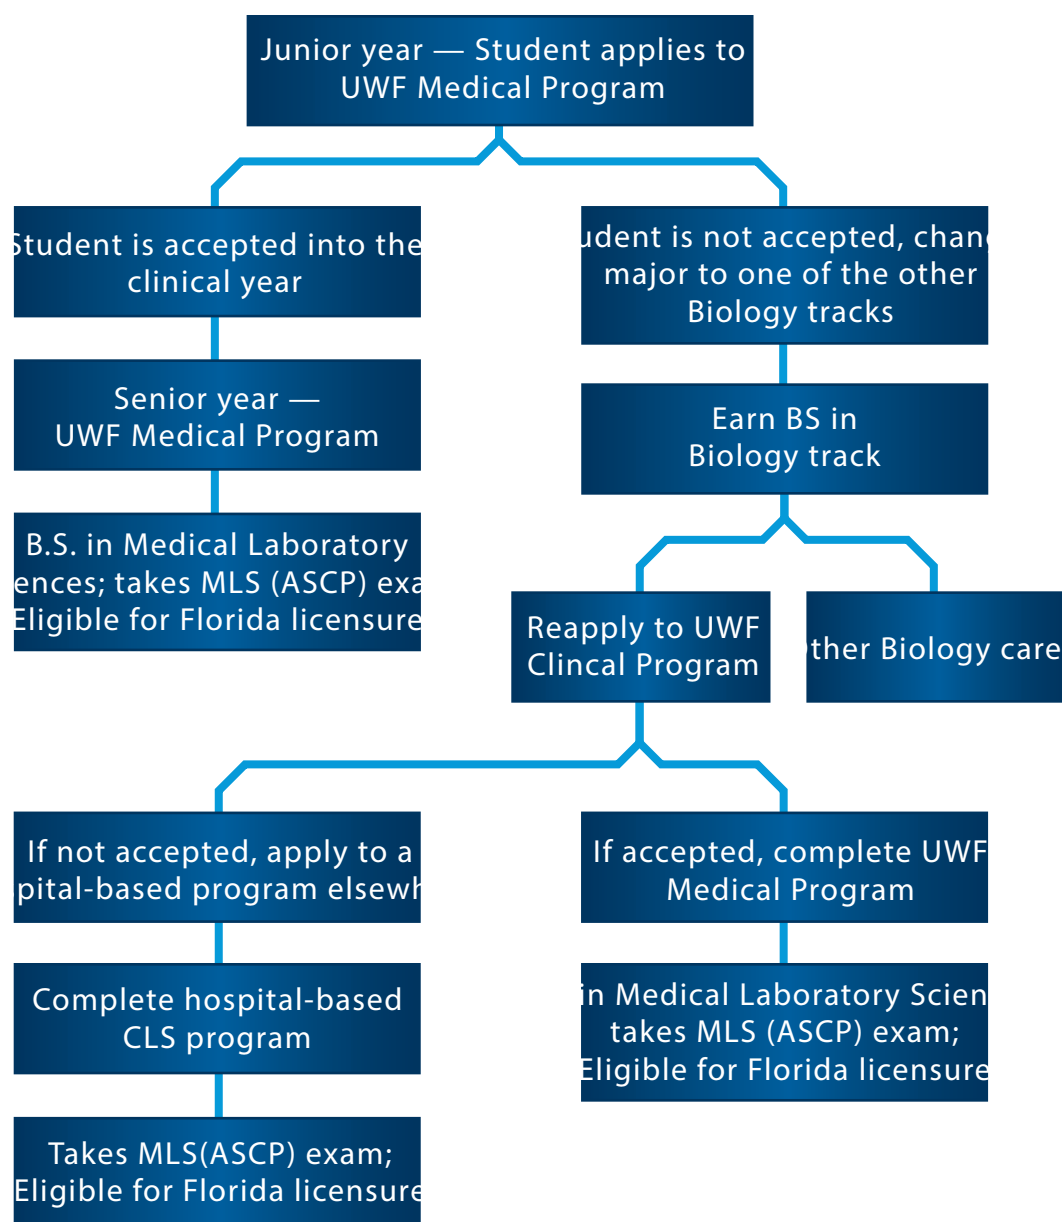 Junior year — Student applies to
UWF Medical Program
Student is accepted into the
clinical year
udent is not accepted, chang
major to one of the other
Biology tracks
Senior year —
UWF Medical Program
Earn BS in
Biology track
B.S. in Medical Laboratory
ences; takes MLS (ASCP) exa
Eligible for Florida licensure
Reapply to UWF
Clincal Program
ther Biology care
If not accepted, apply to a
pital-based program elsewh
If accepted, complete UWF
Medical Program
Complete hospital-based
CLS program
in Medical Laboratory Scien
takes MLS (ASCP) exam;
Eligible for Florida licensure
Takes MLS(ASCP) exam;
Eligible for Florida licensure